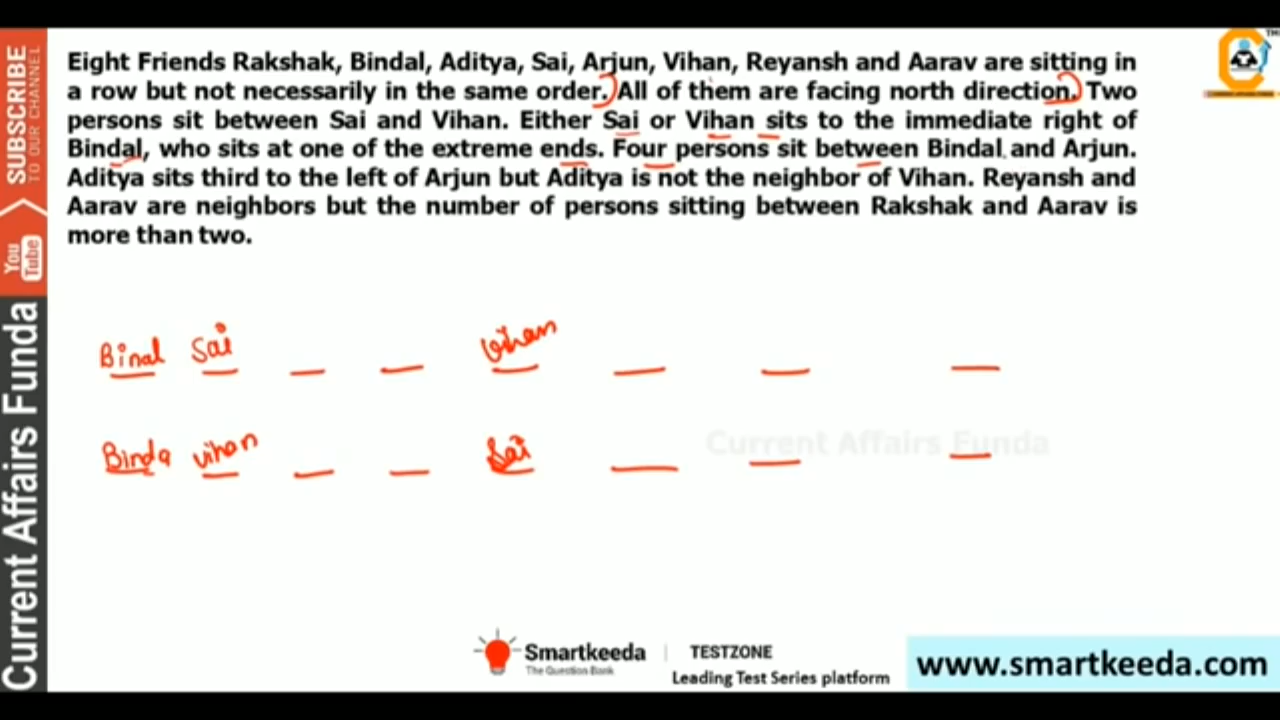 SUBSCRIBE
TO OUR CHANNEL
You
Tube
Current Affairs Funda
TM
Eight Friends Rakshak, Bindal, Aditya, Sai, Arjun, Vihan, Reyansh and Aarav are sitting in
a row but not necessarily in the same order. All of them are facing north direction. Two
persons sit between Sai and Vihan. Either Sai or Vihan sits to the immediate right of
Bindal, who sits at one of the extreme ends. Four persons sit between Bindal and Arjun.
Aditya sits third to the left of Arjun but Aditya is not the neighbor of Vihan. Reyansh and
Aarav are neighbors but the number of persons sitting between Rakshak and Aarav is
more than two.
Binal Sai Vihan
Binda Vihan Sai
Current Affairs Funda
Smartkeeda
The Question Bank
TESTZONE
Leading Test Series platform
www.smartkeeda.com